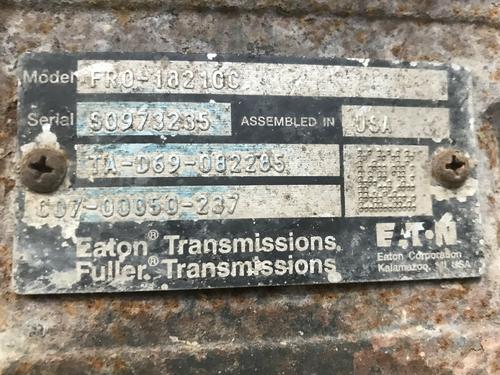 Model FRO-18210C
Serial S0973235 ASSEMBLED IN USA
TA-D69-082285
C07-00050-237
Eaton® Transmissions.
Fuller® Transmissions
EATON
Eaton Corporation
Kalamazoo, MI, USA